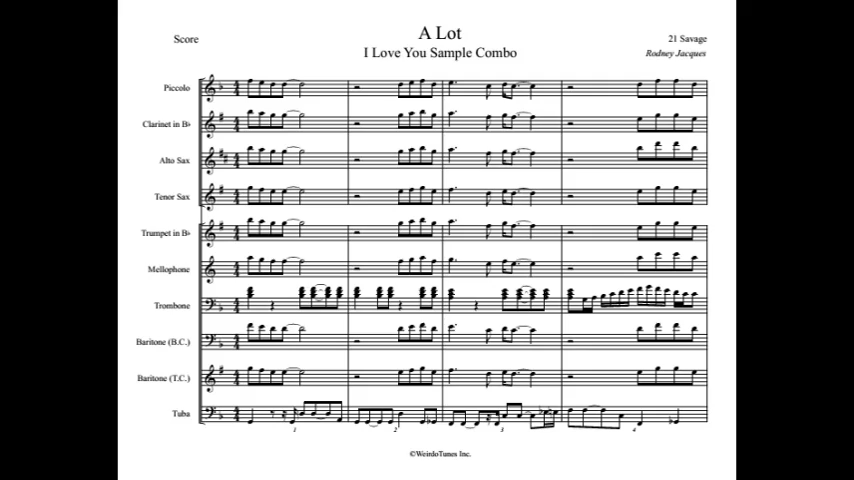 A Lot
Score
21 Savage
I Love You Sample Combo
Rodney Jacques
Piccolo
Clarinet in B♭
Alto Sax
Tenor Sax
Trumpet in B♭
Mellophone
Trombone
Baritone (B.C.)
Baritone (T.C.)
Tuba
1 2 3 4
©WeirdoTunes Inc.